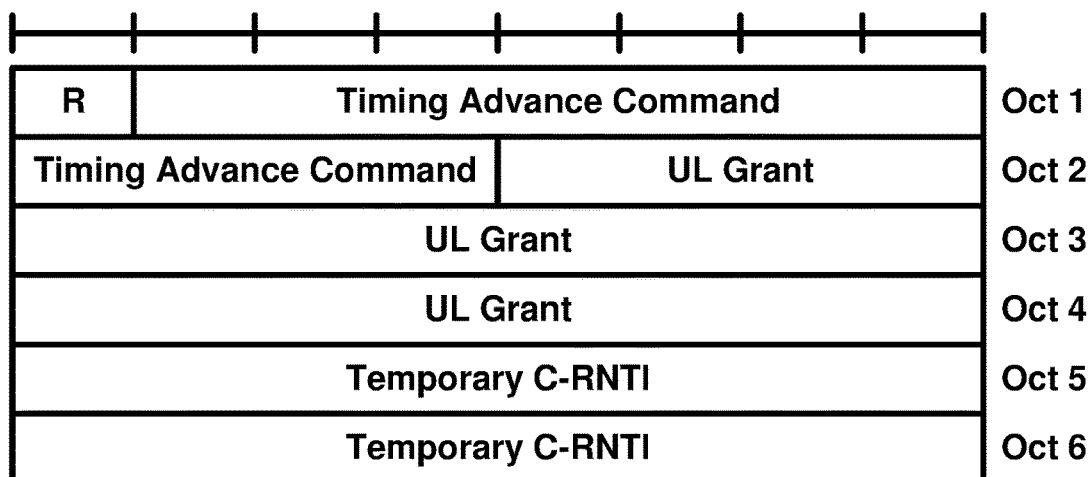 R Timing Advance Command Oct 1
Timing Advance Command UL Grant Oct 2
UL Grant Oct 3
UL Grant Oct 4
Temporary C-RNTI Oct 5
Temporary C-RNTI Oct 6